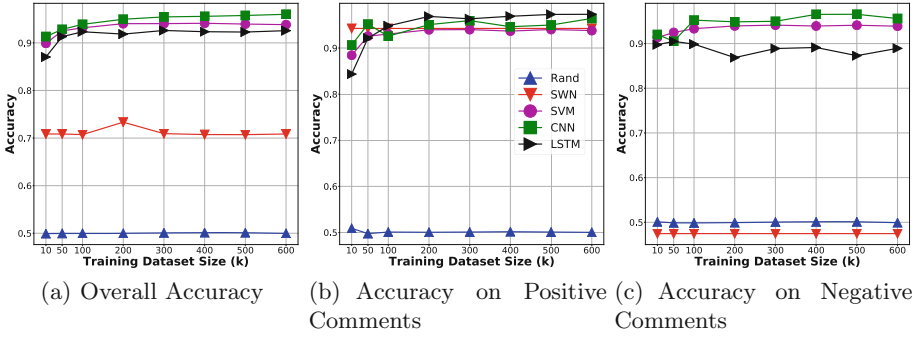 0.9
0.8
0.7
0.6
0.5
Accuracy
10 50 100 200 300 400 500 600
Training Dataset Size (k)
(a) Overall Accuracy
0.9
0.8
0.7
0.6
0.5
Accuracy
Rand
SWN
SVM
CNN
LSTM
10 50 100 200 300 400 500 600
Training Dataset Size (k)
(b) Accuracy on Positive
Comments
0.9
0.8
0.7
0.6
0.5
Accuracy
10 50 100 200 300 400 500 600
Training Dataset Size (k)
(c) Accuracy on Negative
Comments